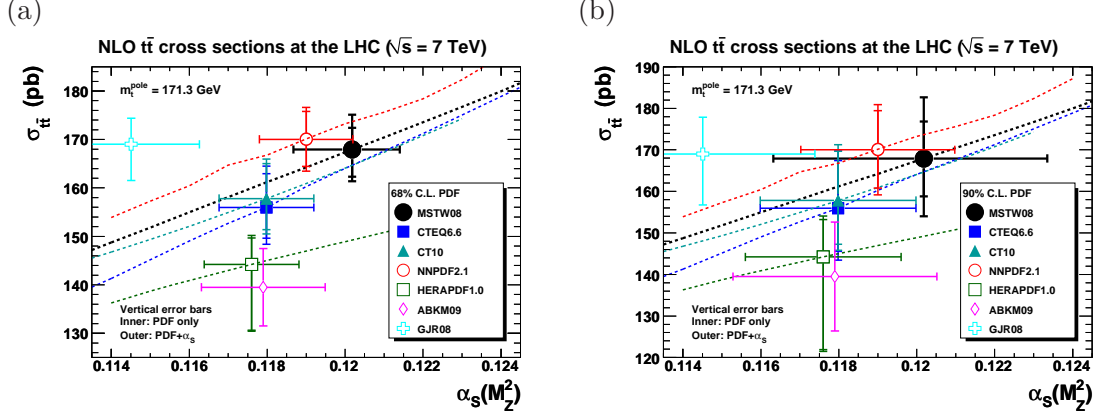 (a)
NLO tt̄ cross sections at the LHC (√s = 7 TeV)
σtt̄ (pb)
m_t^pole = 171.3 GeV
185
180
175
170
165
160
155
150
145
140
135
130
68% C.L. PDF
MSTW08
CTEQ6.6
CT10
NNPDF2.1
HERAPDF1.0
ABKM09
GJR08
Vertical error bars
Inner: PDF only
Outer: PDF+αS
0.114 0.116 0.118 0.12 0.122 0.124
αS(M_Z^2)
(b)
NLO tt̄ cross sections at the LHC (√s = 7 TeV)
σtt̄ (pb)
m_t^pole = 171.3 GeV
190
180
170
160
150
140
130
120
90% C.L. PDF
MSTW08
CTEQ6.6
CT10
NNPDF2.1
HERAPDF1.0
ABKM09
GJR08
Vertical error bars
Inner: PDF only
Outer: PDF+αS
0.114 0.116 0.118 0.12 0.122 0.124
αS(M_Z^2)